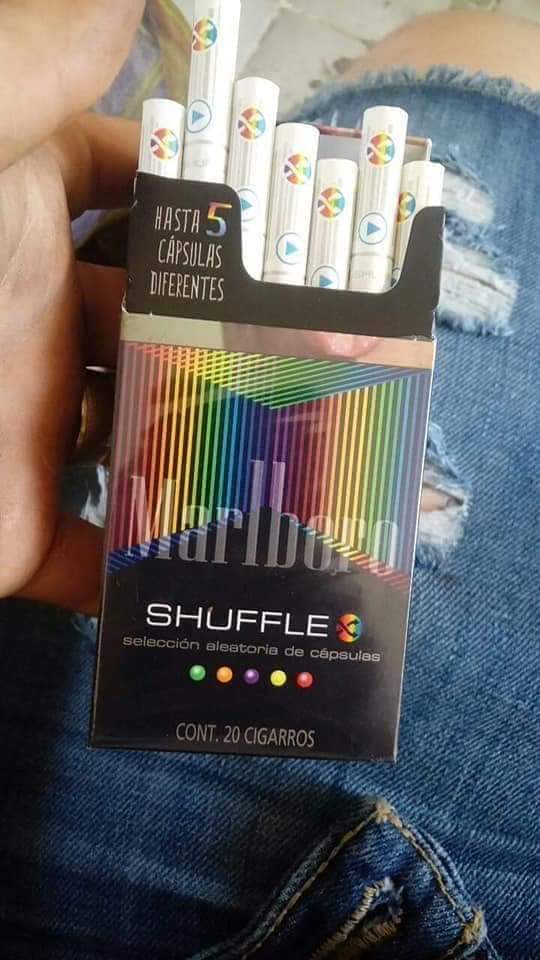 HASTA 5
CÁPSULAS
DIFERENTES
Marlboro
SHUFFLE
selección aleatoria de cápsulas
CONT. 20 CIGARROS